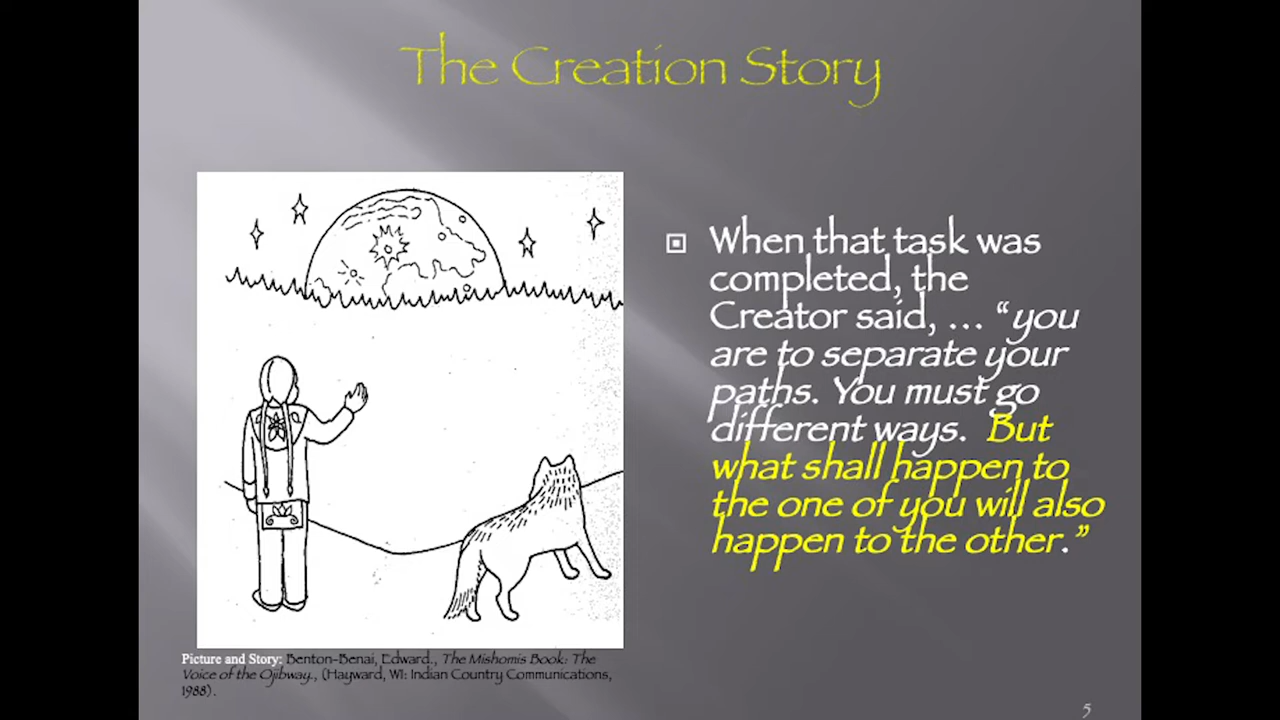 The Creation Story
When that task was
completed, the
Creator said, … “you
are to separate your
paths. You must go
different ways. But
what shall happen to
the one of you will also
happen to the other.”
Picture and Story: Benton-Benai, Edward., The Mishomis Book: The
Voice of the Ojibway., (Hayward, WI: Indian Country Communications,
1988).
5